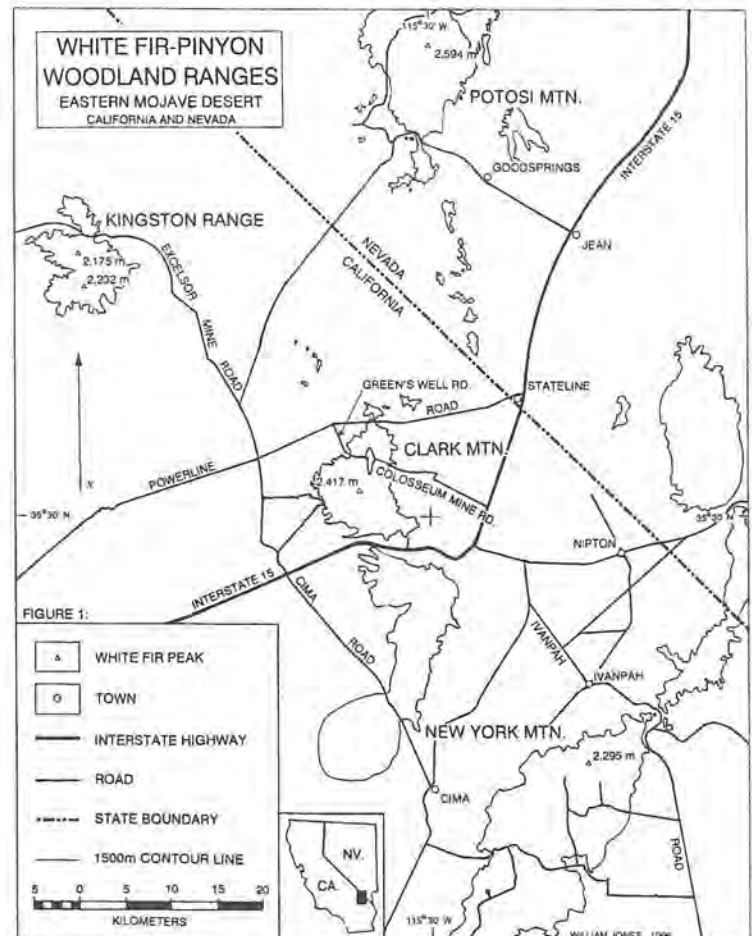 WHITE FIR-PINYON
WOODLAND RANGES
EASTERN MOJAVE DESERT
CALIFORNIA AND NEVADA
115° 30' W
2,594 m
POTOSI MTN.
GOODSPRINGS
INTERSTATE 15
JEAN
KINGSTON RANGE
2,175 m
2,232 m
EXCELSOR
MINE
ROAD
NEVADA
CALIFORNIA
GREEN'S WELL RD.
ROAD
STATELINE
CLARK MTN.
POWERLINE
2,417 m
COLOSSEUM MINE RD.
N
35° 30' N
35° 30' N
NIPTON
INTERSTATE 15
CIMA
ROAD
IVANPAH
IVANPAH
NEW YORK MTN.
2,295 m
CIMA
ROAD
FIGURE 1:
WHITE FIR PEAK
TOWN
INTERSTATE HIGHWAY
ROAD
STATE BOUNDARY
1500m CONTOUR LINE
5 0 5 10 15 20
KILOMETERS
NV.
CA.
115° 30' W
WILLIAM JONES